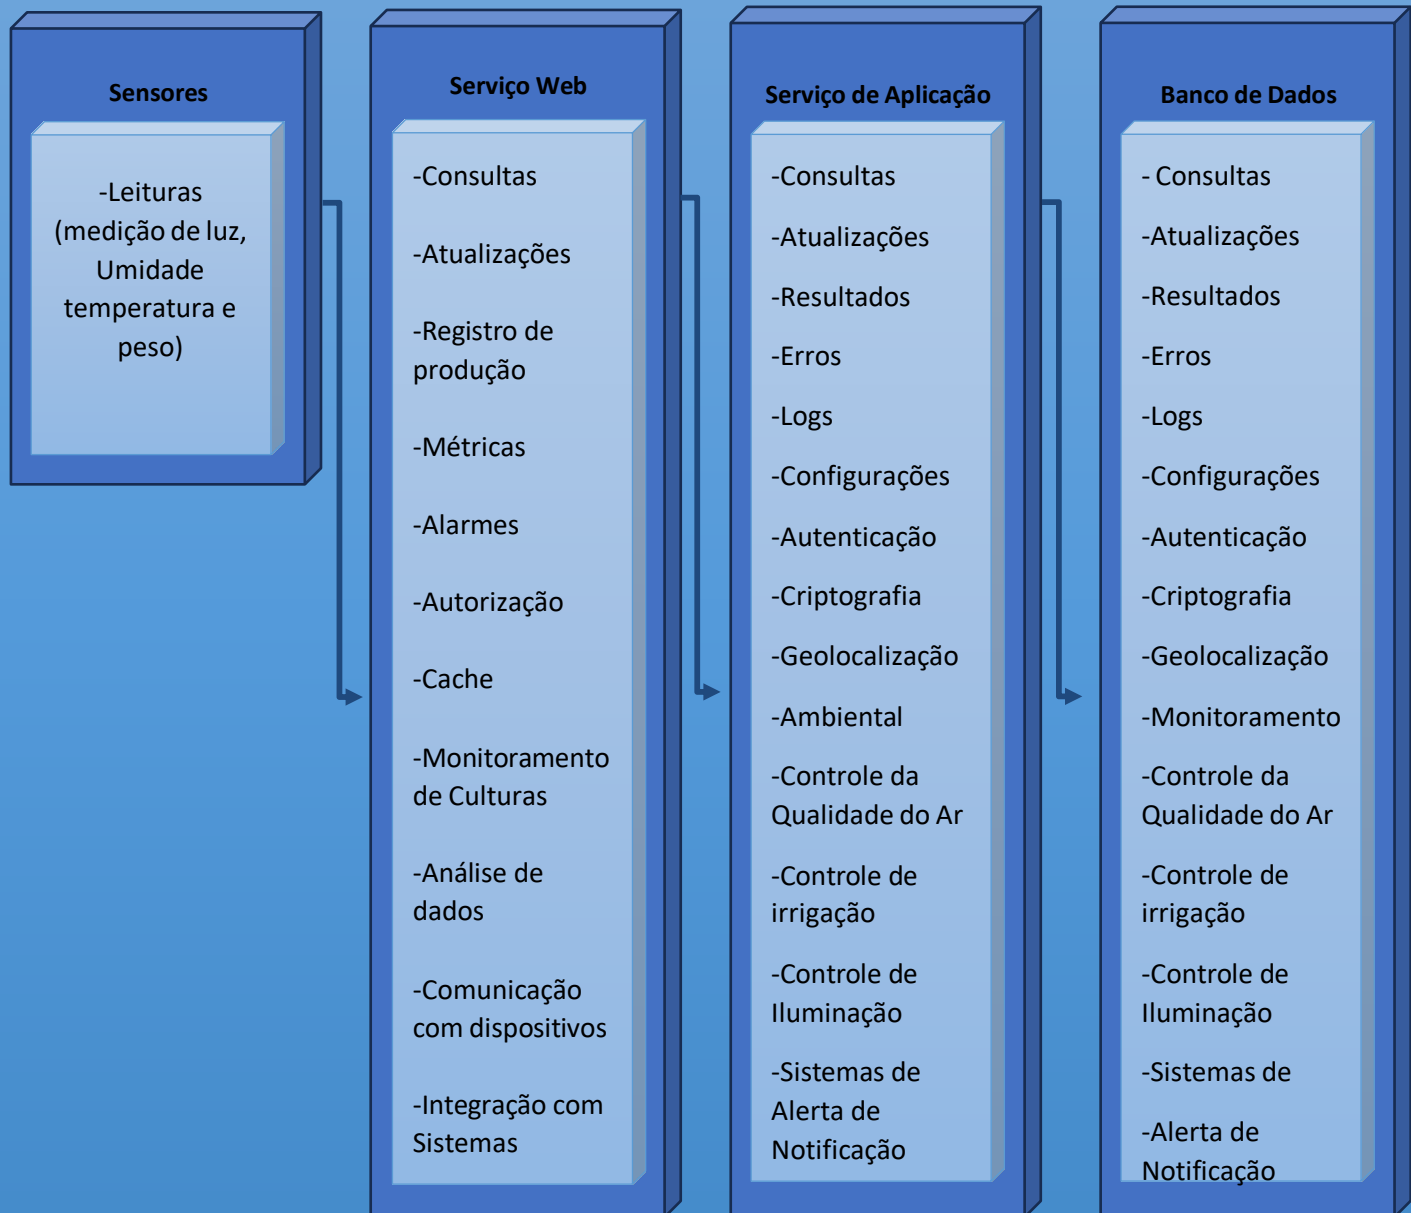 Sensores
-Leituras
(medição de luz,
Umidade
temperatura e
peso)
Serviço Web
-Consultas
-Atualizações
-Registro de
produção
-Métricas
-Alarmes
-Autorização
-Cache
-Monitoramento
de Culturas
-Análise de
dados
-Comunicação
com dispositivos
-Integração com
Sistemas
Serviço de Aplicação
-Consultas
-Atualizações
-Resultados
-Erros
-Logs
-Configurações
-Autenticação
-Criptografia
-Geolocalização
-Ambiental
-Controle da
Qualidade do Ar
-Controle de
irrigação
-Controle de
Iluminação
-Sistemas de
Alerta de
Notificação
Banco de Dados
- Consultas
-Atualizações
-Resultados
-Erros
-Logs
-Configurações
-Autenticação
-Criptografia
-Geolocalização
-Monitoramento
-Controle da
Qualidade do Ar
-Controle de
irrigação
-Controle de
Iluminação
-Sistemas de
-Alerta de
Notificação